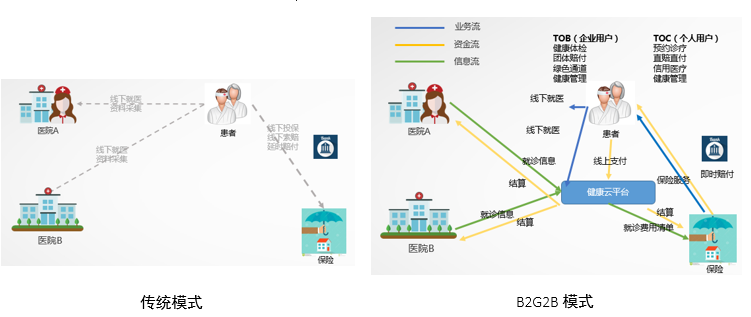 线下就医
资料采集
医院A
患者
线下就医
资料采集
线下投保
线下索赔
延时赔付
Bank
医院B
保险
传统模式
业务流
资金流
信息流
TOB（企业用户）
健康体检
团体赔付
绿色通道
健康管理
TOC（个人用户）
预约诊疗
直赔直付
信用医疗
健康管理
线下就医
医院A
线下就医
患者
Bank
就诊信息
线上支付
即时赔付
结算
健康云平台
保险服务
就诊信息
结算
结算
就诊费用清单
医院B
保险
B2G2B 模式